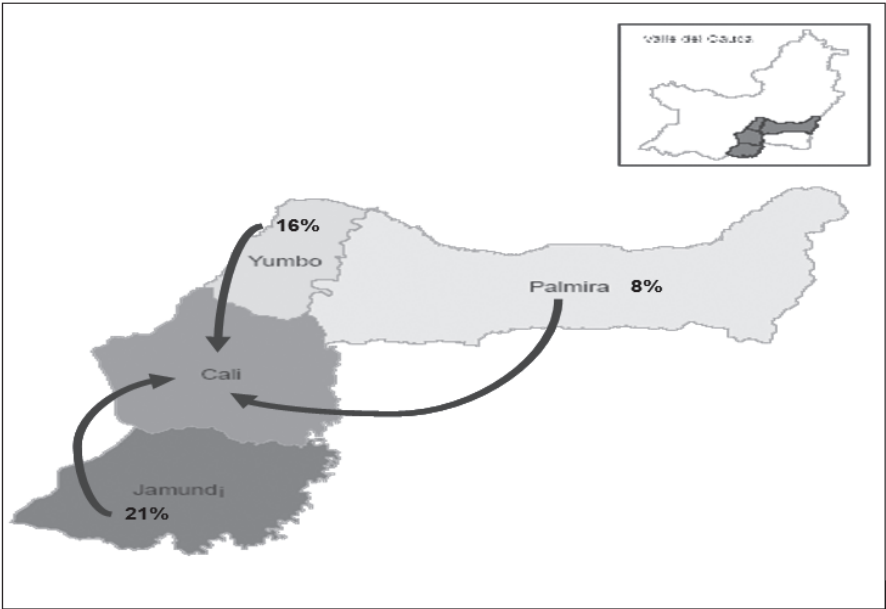 Valle del Cauca
16%
Yumbo
Palmira 8%
Cali
Jamundí
21%